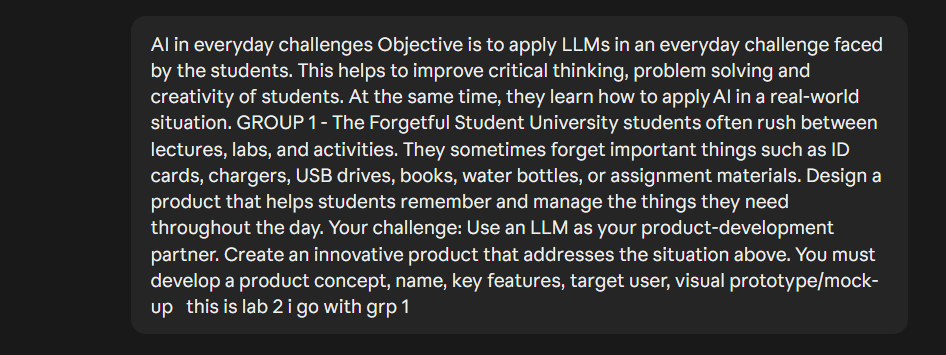 AI in everyday challenges Objective is to apply LLMs in an everyday challenge faced
by the students. This helps to improve critical thinking, problem solving and
creativity of students. At the same time, they learn how to apply AI in a real-world
situation. GROUP 1 - The Forgetful Student University students often rush between
lectures, labs, and activities. They sometimes forget important things such as ID
cards, chargers, USB drives, books, water bottles, or assignment materials. Design a
product that helps students remember and manage the things they need
throughout the day. Your challenge: Use an LLM as your product-development
partner. Create an innovative product that addresses the situation above. You must
develop a product concept, name, key features, target user, visual prototype/mock-
up this is lab 2 i go with grp 1